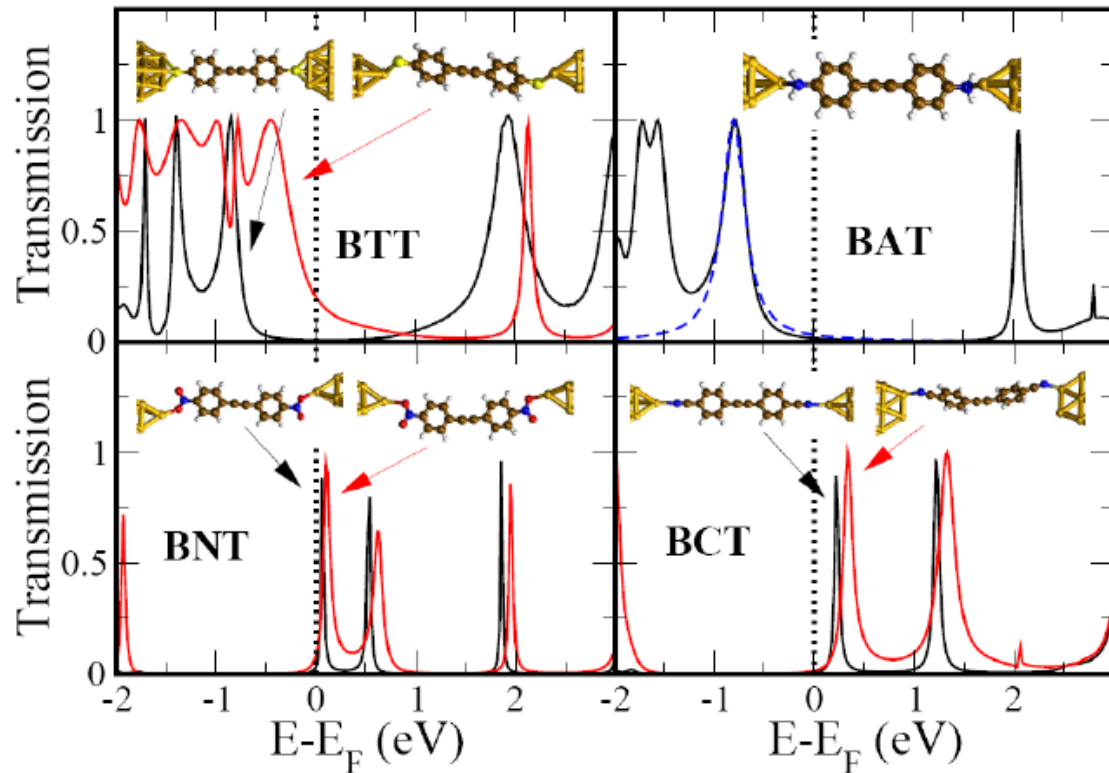 Transmission
1
0.5
0
BTT
BAT
Transmission
1
0.5
0
BNT
BCT
-2 -1 0 1 2 -2 -1 0 1 2
E-E_F (eV) E-E_F (eV)